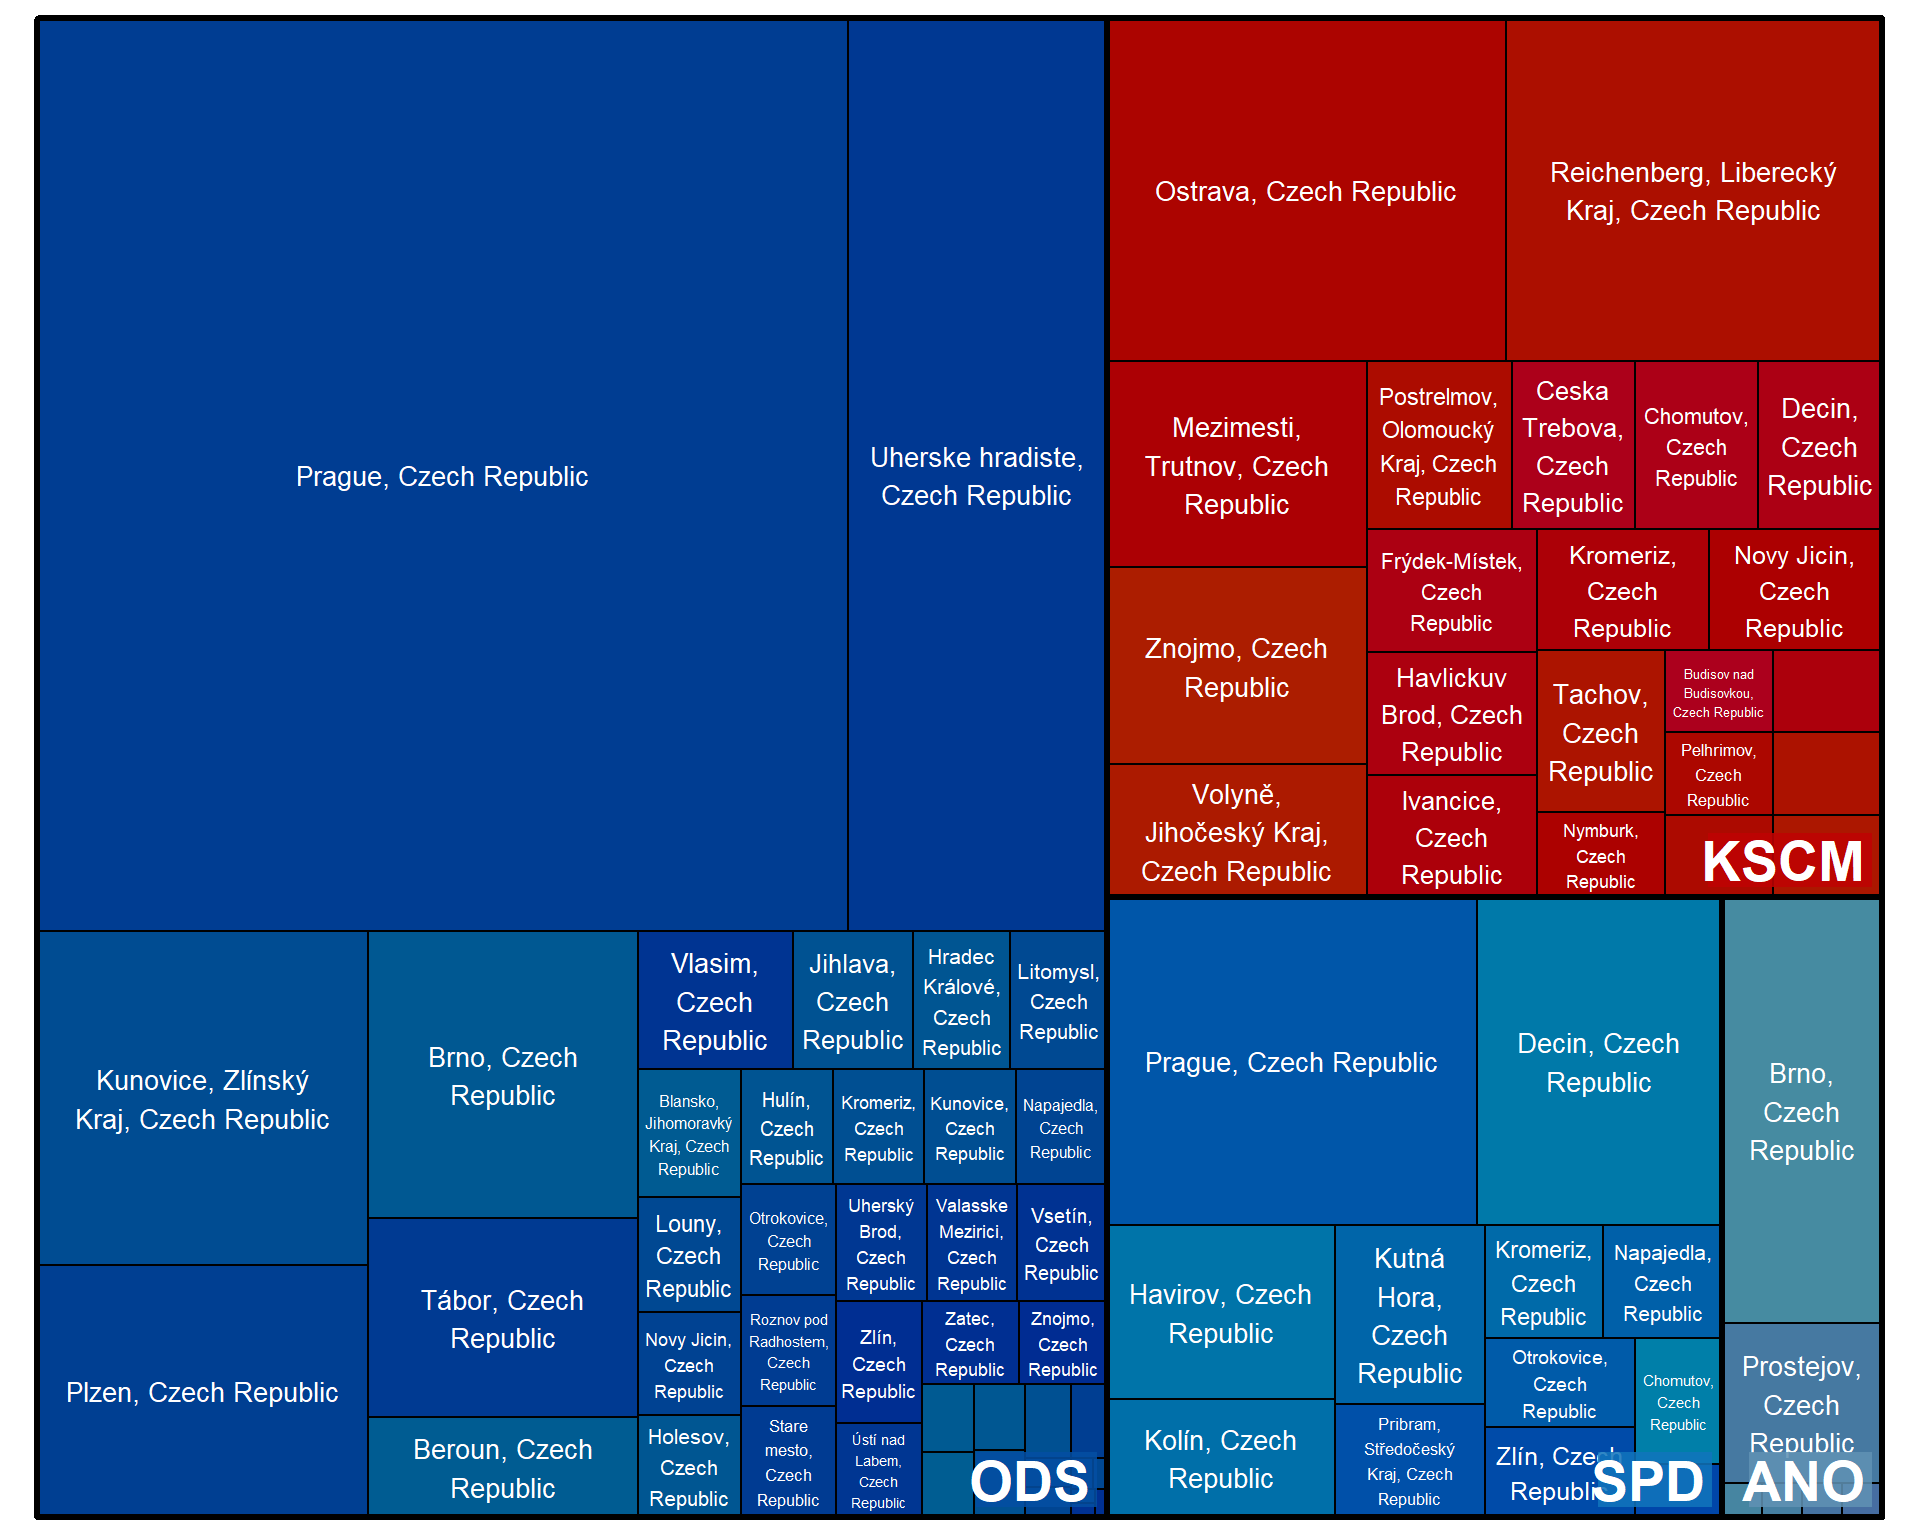 Prague, Czech Republic
Uherske hradiste,
Czech Republic
Kunovice, Zlínský
Kraj, Czech Republic
Plzen, Czech Republic
Brno, Czech
Republic
Tábor, Czech
Republic
Beroun, Czech
Republic
Vlasim,
Czech
Republic
Jihlava,
Czech
Republic
Hradec
Králové,
Czech
Republic
Litomysl,
Czech
Republic
Blansko,
Jihomoravký
Kraj, Czech
Republic
Hulín,
Czech
Republic
Kromeriz,
Czech
Republic
Kunovice,
Czech
Republic
Napajedla,
Czech
Republic
Louny,
Czech
Republic
Otrokovice,
Czech
Republic
Uherský
Brod,
Czech
Republic
Valasske
Mezirici,
Czech
Republic
Vsetín,
Czech
Republic
Novy Jicin,
Czech
Republic
Roznov pod
Radhostem,
Czech
Republic
Zlín,
Czech
Republic
Zatec,
Czech
Republic
Znojmo,
Czech
Republic
Holesov,
Czech
Republic
Stare
mesto,
Czech
Republic
Ústí nad
Labem,
Czech
Republic
ODS
Ostrava, Czech Republic
Reichenberg, Liberecký
Kraj, Czech Republic
Mezimesti,
Trutnov, Czech
Republic
Postrelmov,
Olomoucký
Kraj, Czech
Republic
Ceska
Trebova,
Czech
Republic
Chomutov,
Czech
Republic
Decin,
Czech
Republic
Znojmo, Czech
Republic
Frýdek-Místek,
Czech
Republic
Kromeriz,
Czech
Republic
Novy Jicin,
Czech
Republic
Volyně,
Jihočeský Kraj,
Czech Republic
Havlickuv
Brod, Czech
Republic
Ivancice,
Czech
Republic
Tachov,
Czech
Republic
Budisov nad
Budisovkou,
Czech Republic
Pelhrimov,
Czech
Republic
Nymburk,
Czech
Republic
KSCM
Prague, Czech Republic
Decin, Czech
Republic
Havirov, Czech
Republic
Kolín, Czech
Republic
Kutná
Hora,
Czech
Republic
Pribram,
Středočeský
Kraj, Czech
Republic
Kromeriz,
Czech
Republic
Napajedla,
Czech
Republic
Otrokovice,
Czech
Republic
Chomutov,
Czech
Republic
Zlín, Czech
Republic
SPD
Brno,
Czech
Republic
Prostejov,
Czech
Republic
ANO